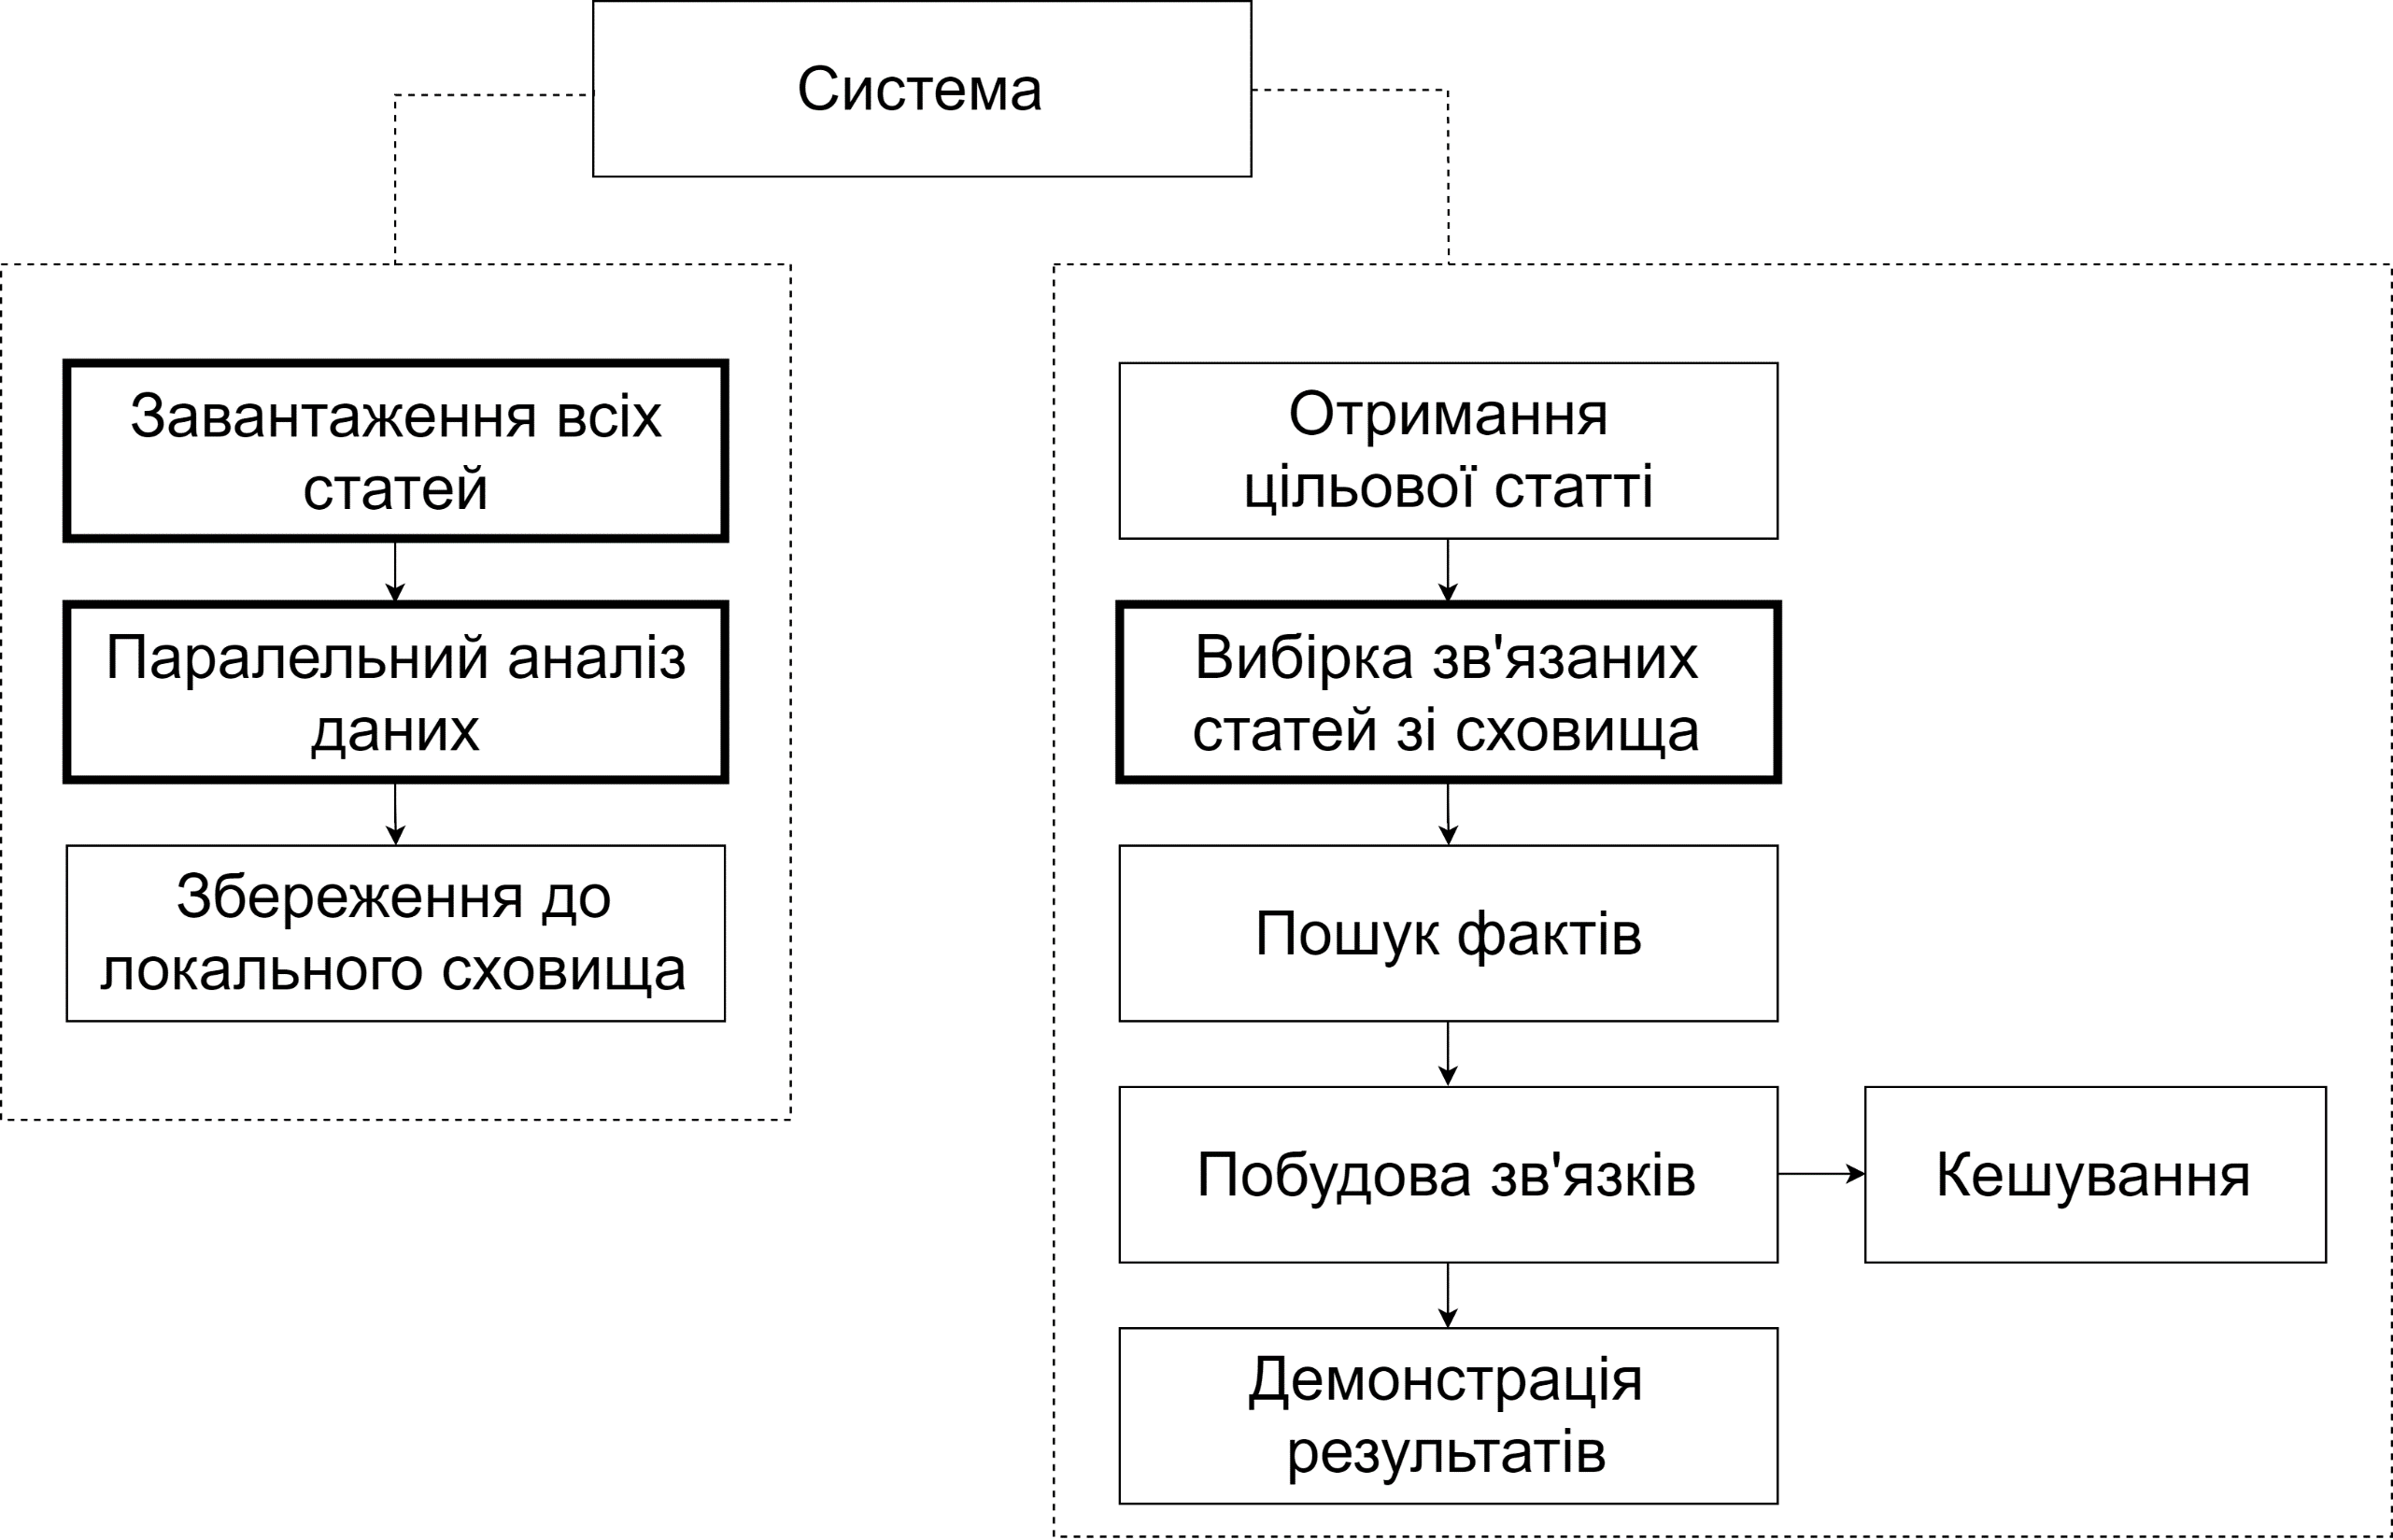 Система
Завантаження всіх
статей
Паралельний аналіз
даних
Збереження до
локального сховища
Отримання
цільової статті
Вибірка зв'язаних
статей зі сховища
Пошук фактів
Побудова зв'язків
Кешування
Демонстрація
результатів